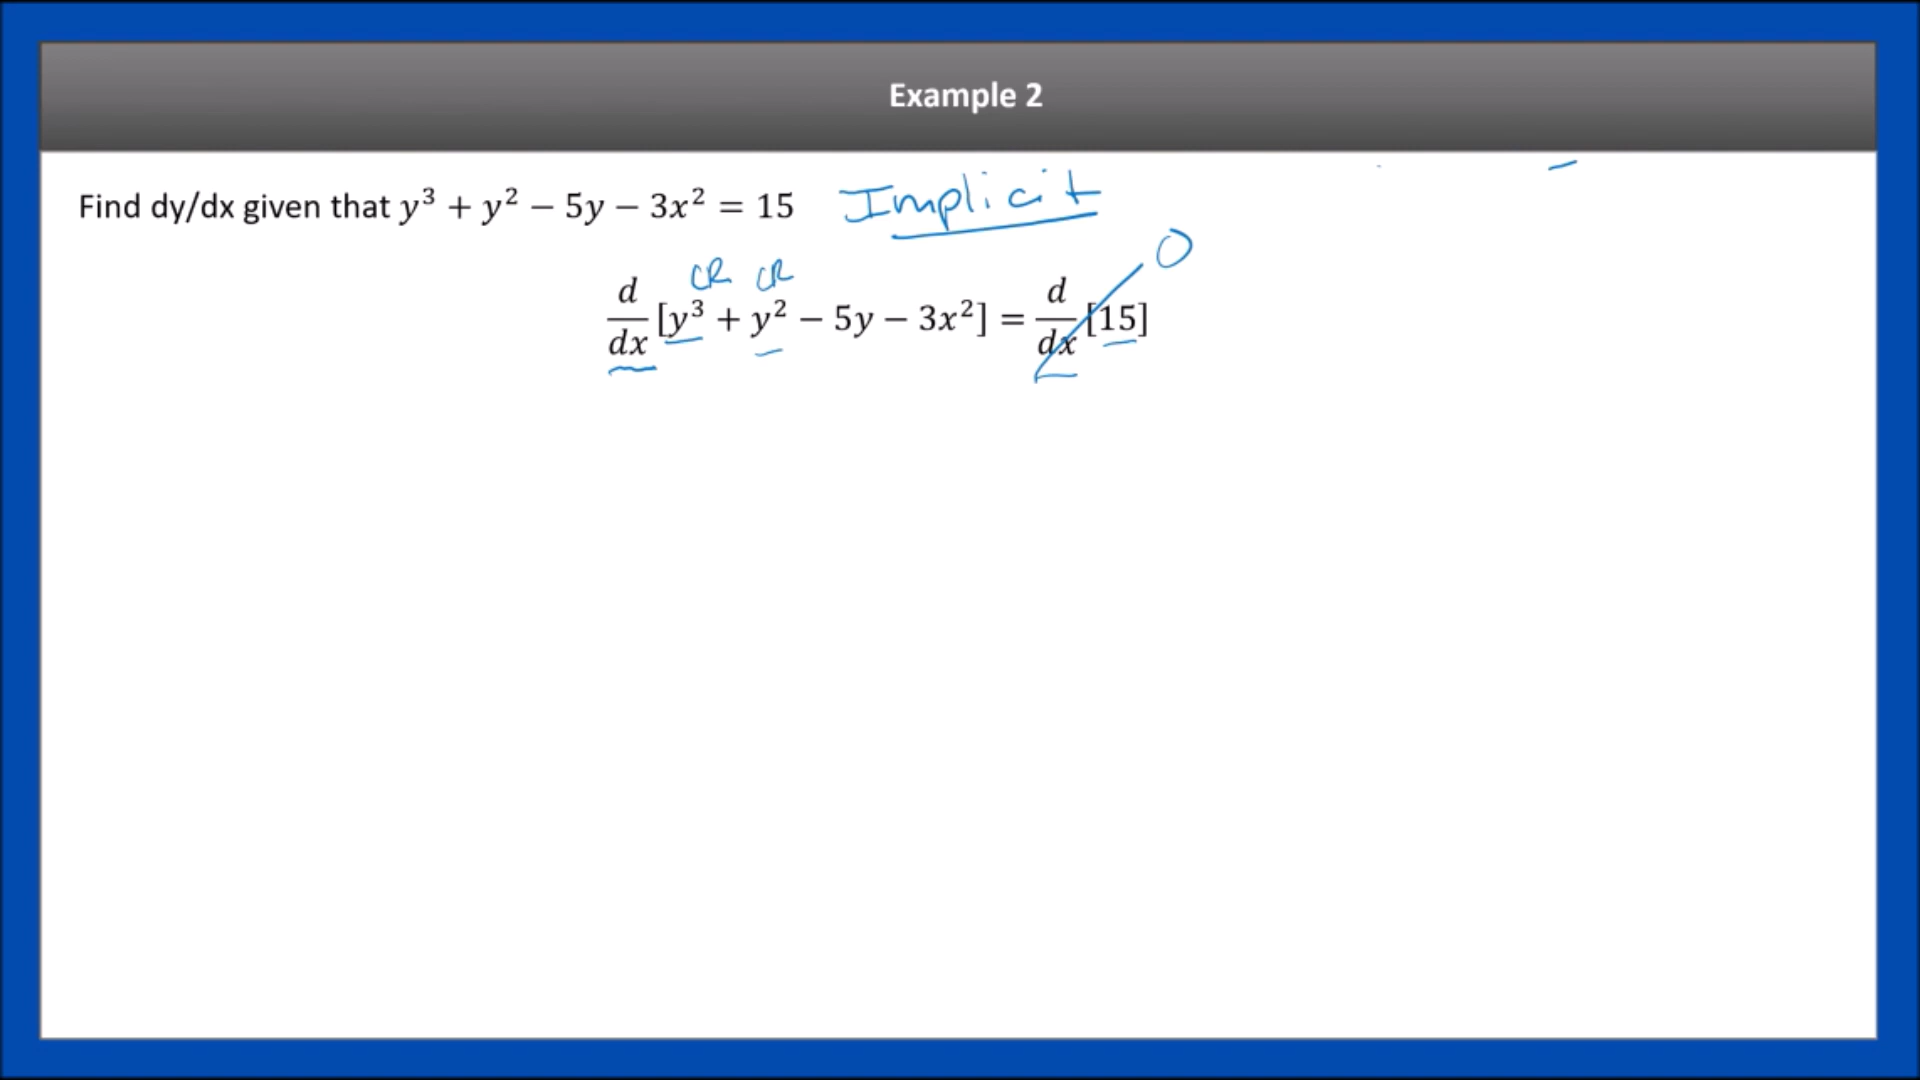 Example 2
Find dy/dx given that y³ + y² − 5y − 3x² = 15 Implicit
CR CR 0
d/dx [y³ + y² − 5y − 3x²] = d/dx [15]